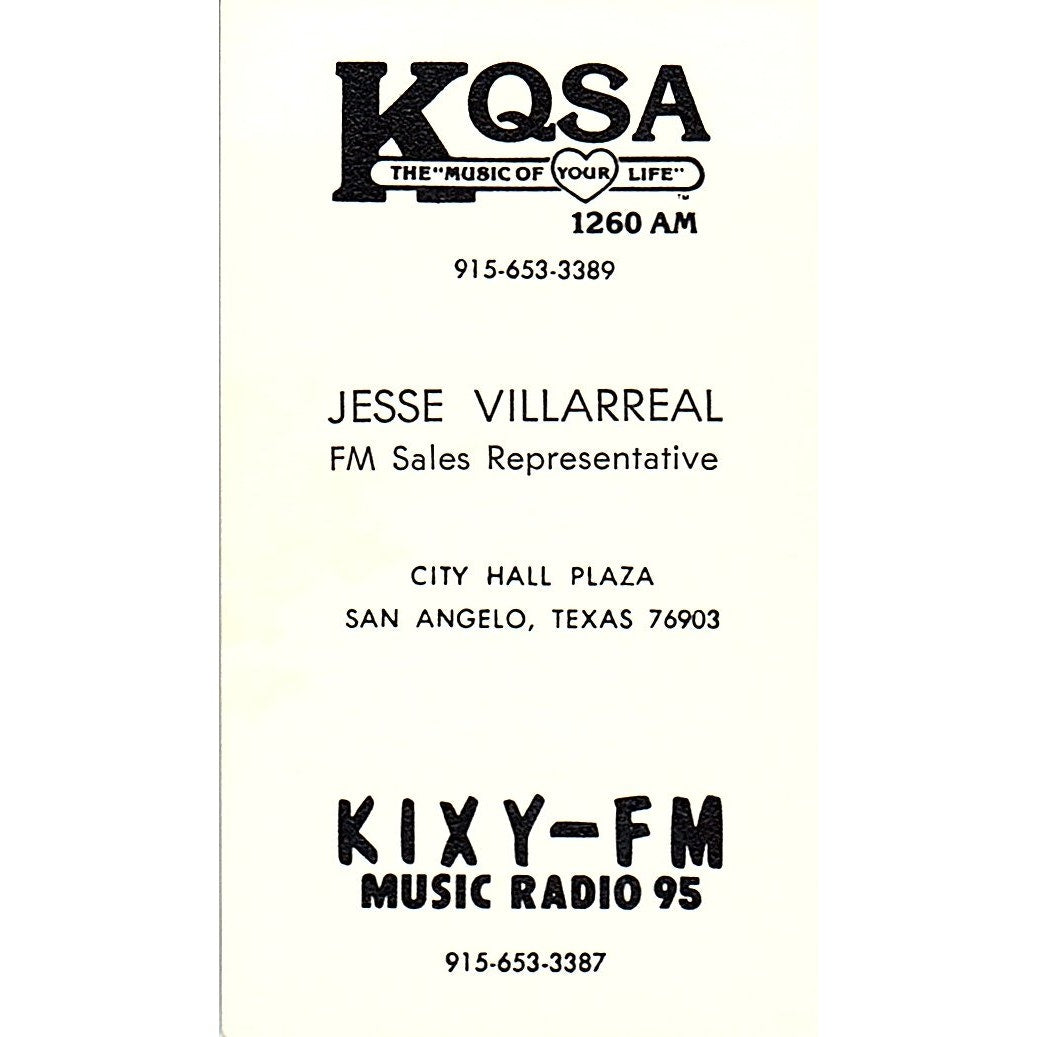 KQSA
THE "MUSIC OF YOUR LIFE" ™
1260 AM
915-653-3389
JESSE VILLARREAL
FM Sales Representative
CITY HALL PLAZA
SAN ANGELO, TEXAS 76903
KIXY-FM
MUSIC RADIO 95
915-653-3387